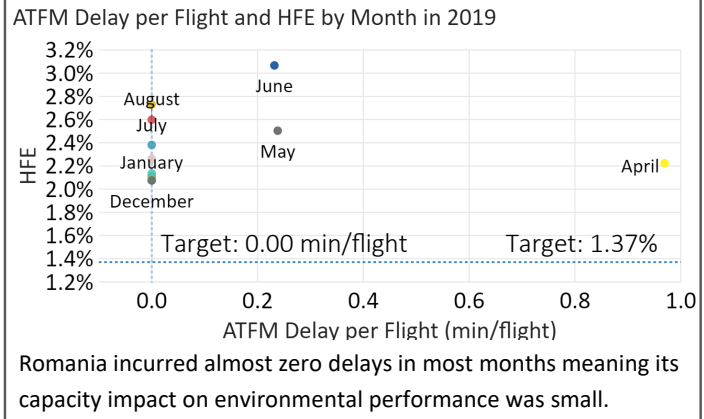 ATFM Delay per Flight and HFE by Month in 2019
HFE
3.2%
3.0%
2.8%
2.6%
2.4%
2.2%
2.0%
1.8%
1.6%
1.4%
1.2%
June
August
July
May
January
April
December
Target: 0.00 min/flight
Target: 1.37%
0.0 0.2 0.4 0.6 0.8 1.0
ATFM Delay per Flight (min/flight)
Romania incurred almost zero delays in most months meaning its
capacity impact on environmental performance was small.